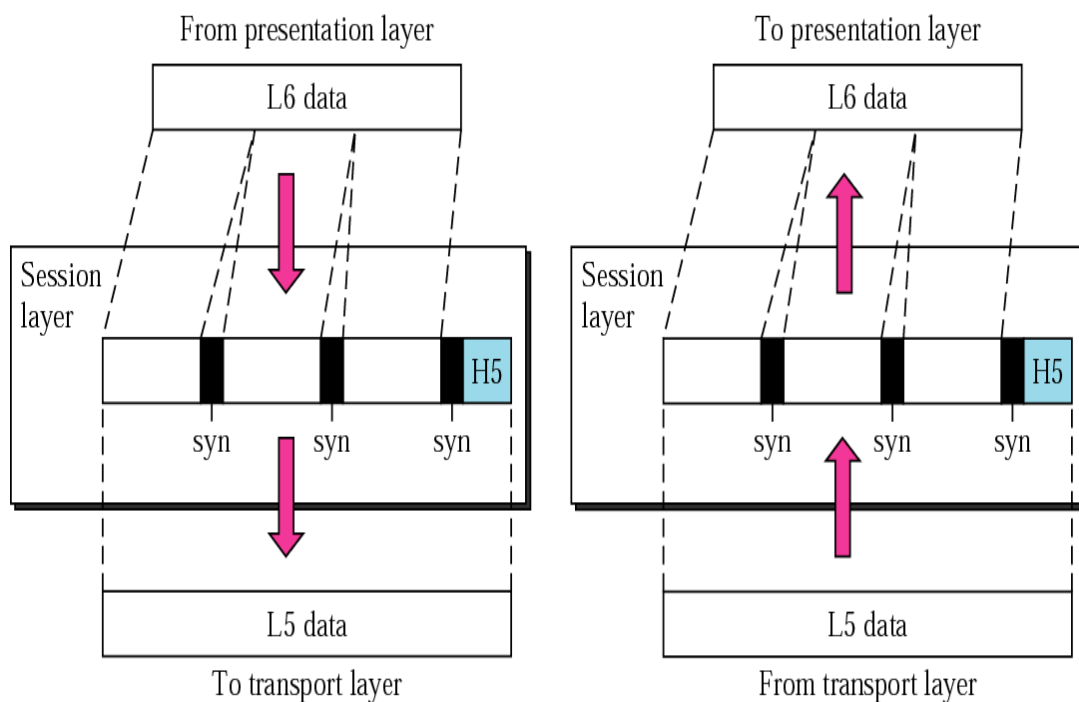 From presentation layer
L6 data
Session
layer
H5
syn
syn
syn
L5 data
To transport layer
To presentation layer
L6 data
Session
layer
H5
syn
syn
syn
L5 data
From transport layer